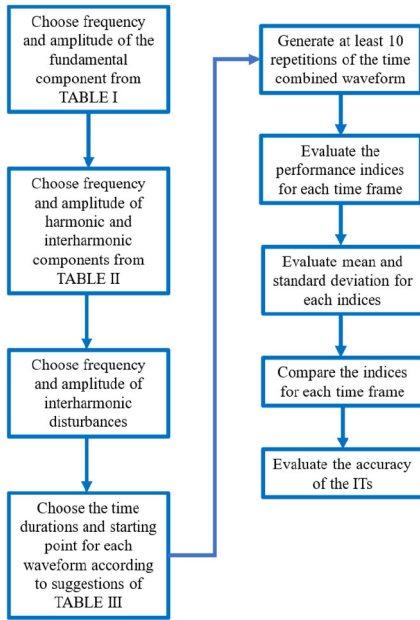 Choose frequency
and amplitude of the
fundamental
component from
TABLE I
Choose frequency
and amplitude of
harmonic and
interharmonic
components from
TABLE II
Choose frequency
and amplitude of
interharmonic
disturbances
Choose the time
durations and starting
point for each
waveform according
to suggestions of
TABLE III
Generate at least 10
repetitions of the time
combined waveform
Evaluate the
performance indices
for each time frame
Evaluate mean and
standard deviation for
each indices
Compare the indices
for each time frame
Evaluate the accuracy
of the ITs